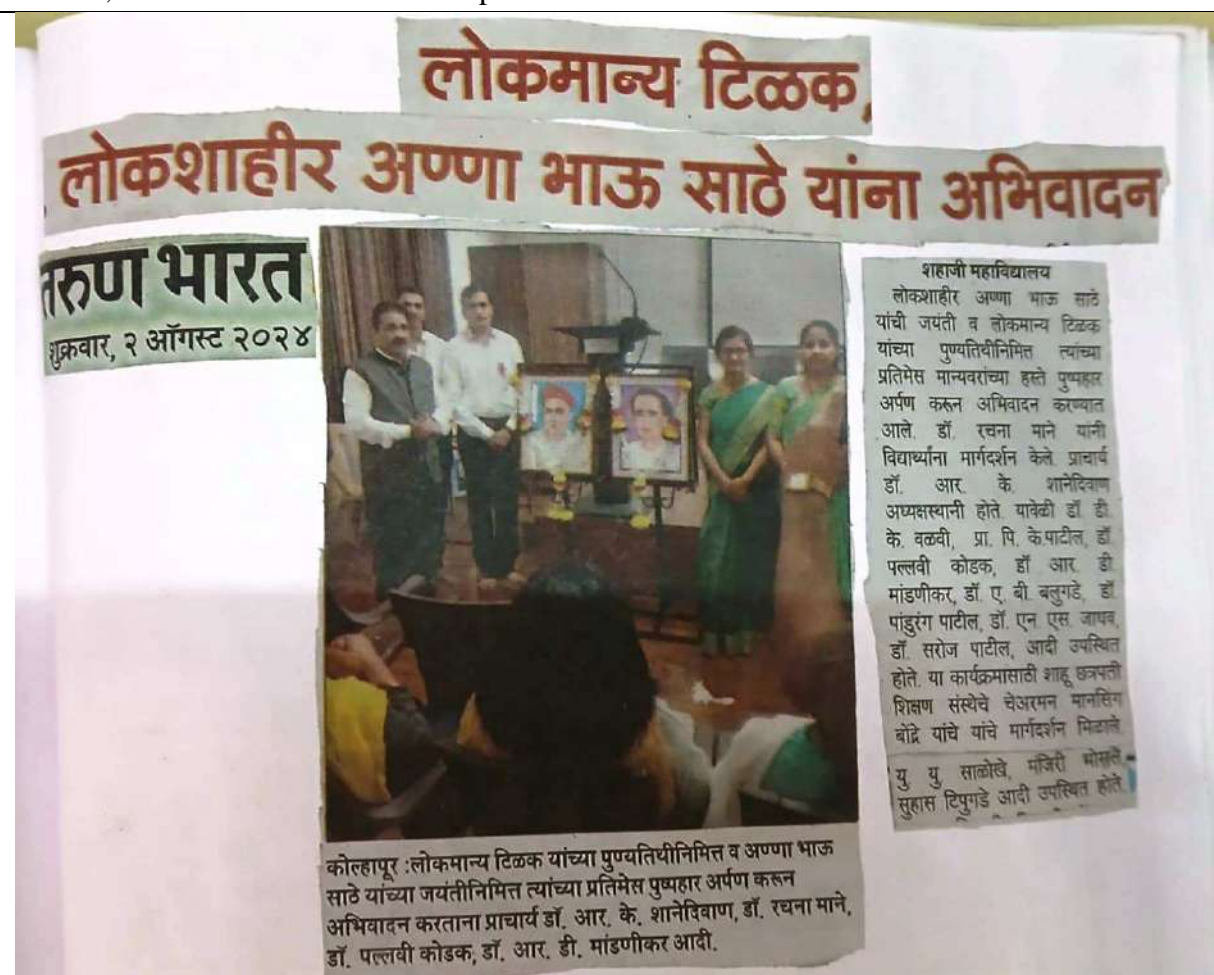 लोकमान्य टिळक,
लोकशाहीर अण्णा भाऊ साठे यांना अभिवादन
तरुण भारत
शुक्रवार, २ ऑगस्ट २०२४
शहाजी महाविद्यालय
लोकशाहीर अण्णा भाऊ साठे
यांची जयंती व लोकमान्य टिळक
यांच्या पुण्यतिथीनिमित्त त्यांच्या
प्रतिमेस मान्यवरांच्या हस्ते पुष्पहार
अर्पण करून अभिवादन करण्यात
आले. डॉ. रचना माने यांनी
विद्यार्थ्यांना मार्गदर्शन केले. प्राचार्य
डॉ. आर. के. शानेदिवाण
अध्यक्षस्थानी होते. यावेळी डॉ. डी.
के. वळवी, प्रा. पि. के.पाटील, डॉ.
पल्लवी कोडक, डॉ आर. डी.
मांडणीकर, डॉ. ए. बी. बलुगडे, डॉ.
पांडुरंग पाटील, डॉ. एन. एस. जाधव,
डॉ. सरोज पाटील, आदी उपस्थित
होते. या कार्यक्रमांसाठी शाहू छत्रपती
शिक्षण संस्थेचे चेअरमन मानसिंग
बोंद्रे यांचे यांचे मार्गदर्शन मिळाले.
यु. यु. साळोखे, मंजिरी भोसले,
सुहास टिपुगडे आदी उपस्थित होते.
कोल्हापूर :लोकमान्य टिळक यांच्या पुण्यतिथीनिमित्त व अण्णा भाऊ
साठे यांच्या जयंतीनिमित्त त्यांच्या प्रतिमेस पुष्पहार अर्पण करून
अभिवादन करताना प्राचार्य डॉ. आर. के. शानेदिवाण, डॉ. रचना माने,
डॉ. पल्लवी कोडक, डॉ. आर. डी. मांडणीकर आदी.